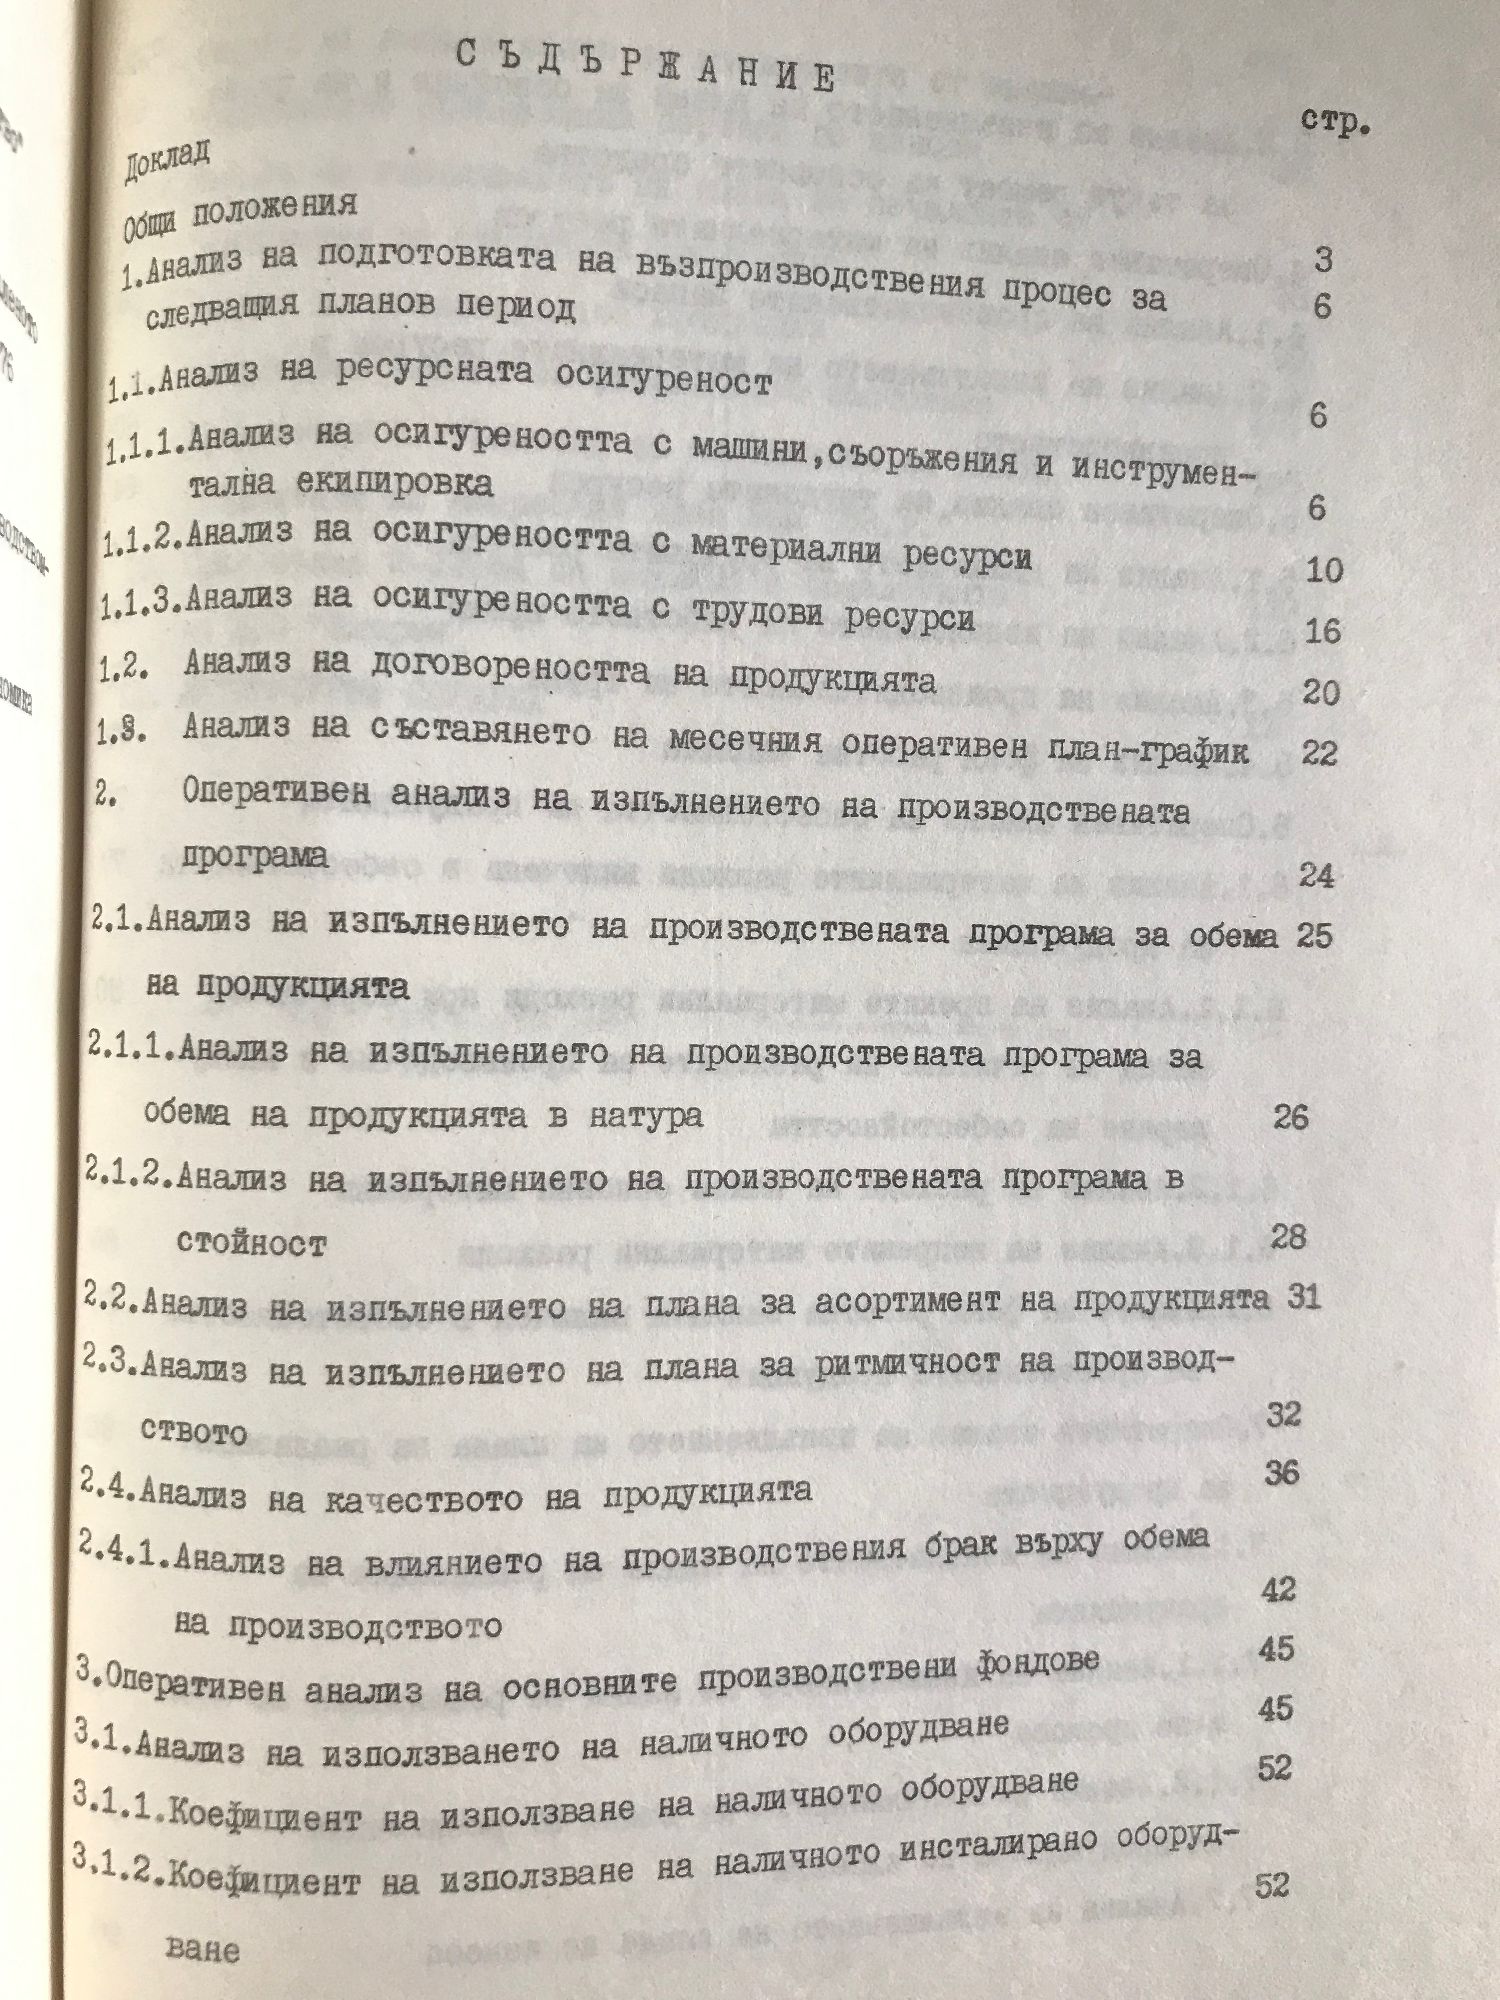 СЪДЪРЖАНИЕ
стр.
Доклад
Общи положения 3
1.Анализ на подготовката на възпроизводствения процес за
следващия планов период 6
1.1.Анализ на ресурсната осигуреност 6
1.1.1.Анализ на осигуреността с машини,съоръжения и инструмен-
тална екипировка 6
1.1.2.Анализ на осигуреността с материални ресурси 10
1.1.3.Анализ на осигуреността с трудови ресурси 16
1.2. Анализ на договореността на продукцията 20
1.3. Анализ на съставянето на месечния оперативен план-график 22
2. Оперативен анализ на изпълнението на производствената
програма 24
2.1.Анализ на изпълнението на производствената програма за обема 25
на продукцията
2.1.1.Анализ на изпълнението на производствената програма за
обема на продукцията в натура 26
2.1.2.Анализ на изпълнението на производствената програма в
стойност 28
2.2.Анализ на изпълнението на плана за асортимент на продукцията 31
2.3.Анализ на изпълнението на плана за ритмичност на производ-
ството 32
2.4.Анализ на качеството на продукцията 36
2.4.1.Анализ на влиянието на производствения брак върху обема
на производството 42
3.Оперативен анализ на основните производствени фондове 45
3.1.Анализ на използването на наличното оборудване 45
3.1.1.Коефициент на използване на наличното оборудване 52
3.1.2.Коефициент на използване на наличното инсталирано оборуд-
ване 52